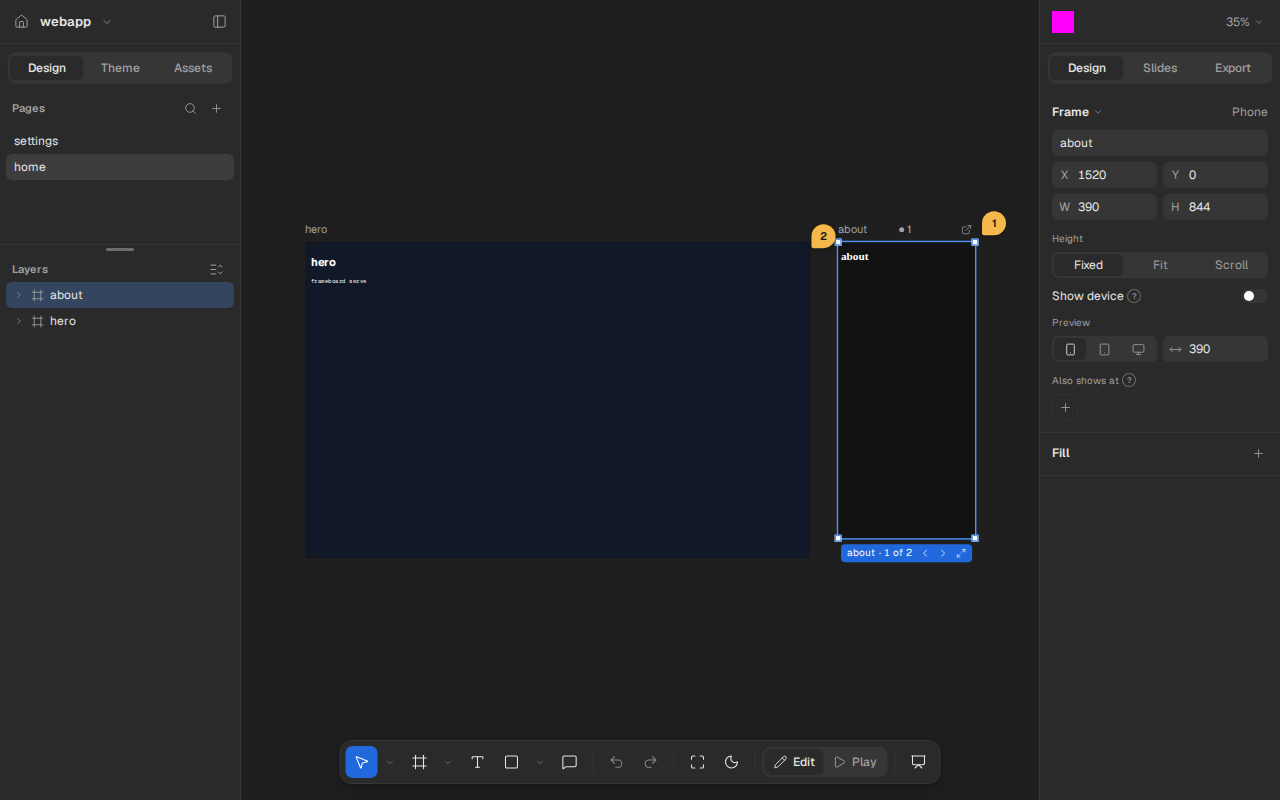 webapp
Design Theme Assets
Pages
settings
home
Layers
about
hero
hero
hero
frameboard serve
2
about 1
1
about
about · 1 of 2
Edit Play
35%
Design Slides Export
Frame Phone
about
X 1520 Y 0
W 390 H 844
Height
Fixed Fit Scroll
Show device ?
Preview
390
Also shows at ?
Fill